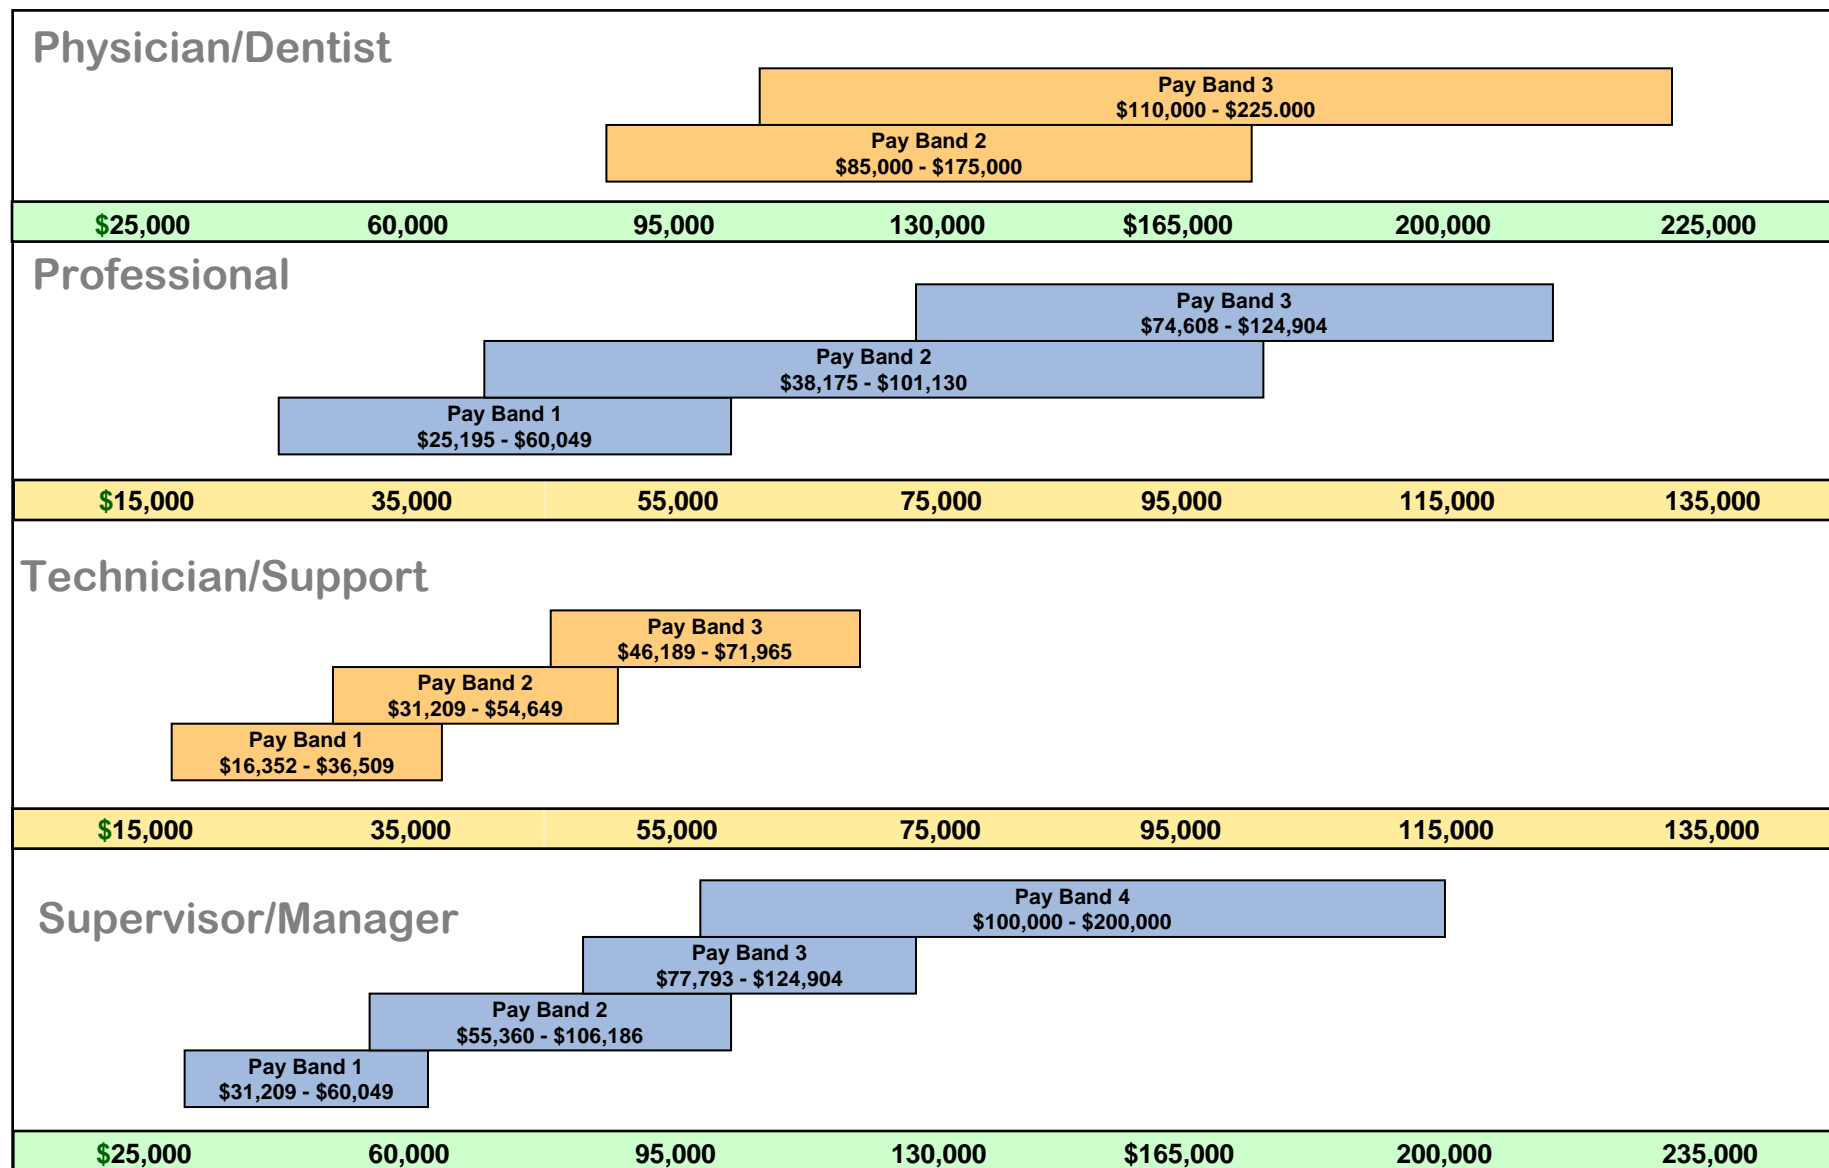 Physician/Dentist
Pay Band 3
$110,000 - $225.000
Pay Band 2
$85,000 - $175,000
$25,000 60,000 95,000 130,000 $165,000 200,000 225,000
Professional
Pay Band 3
$74,608 - $124,904
Pay Band 2
$38,175 - $101,130
Pay Band 1
$25,195 - $60,049
$15,000 35,000 55,000 75,000 95,000 115,000 135,000
Technician/Support
Pay Band 3
$46,189 - $71,965
Pay Band 2
$31,209 - $54,649
Pay Band 1
$16,352 - $36,509
$15,000 35,000 55,000 75,000 95,000 115,000 135,000
Supervisor/Manager
Pay Band 4
$100,000 - $200,000
Pay Band 3
$77,793 - $124,904
Pay Band 2
$55,360 - $106,186
Pay Band 1
$31,209 - $60,049
$25,000 60,000 95,000 130,000 $165,000 200,000 235,000